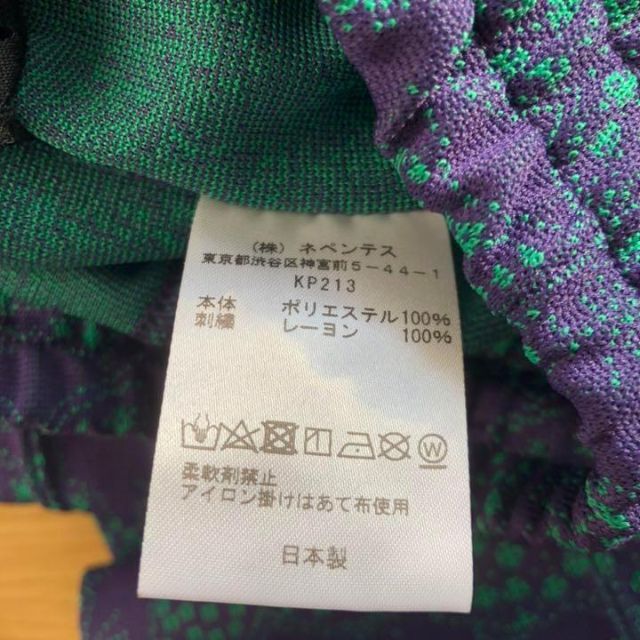 (株) ネペンテス
東京都渋谷区神宮前5-44-1
KP213
本体 ポリエステル100%
刺繍 レーヨン 100%
W
柔軟剤禁止
アイロン掛けはあて布使用
日本製